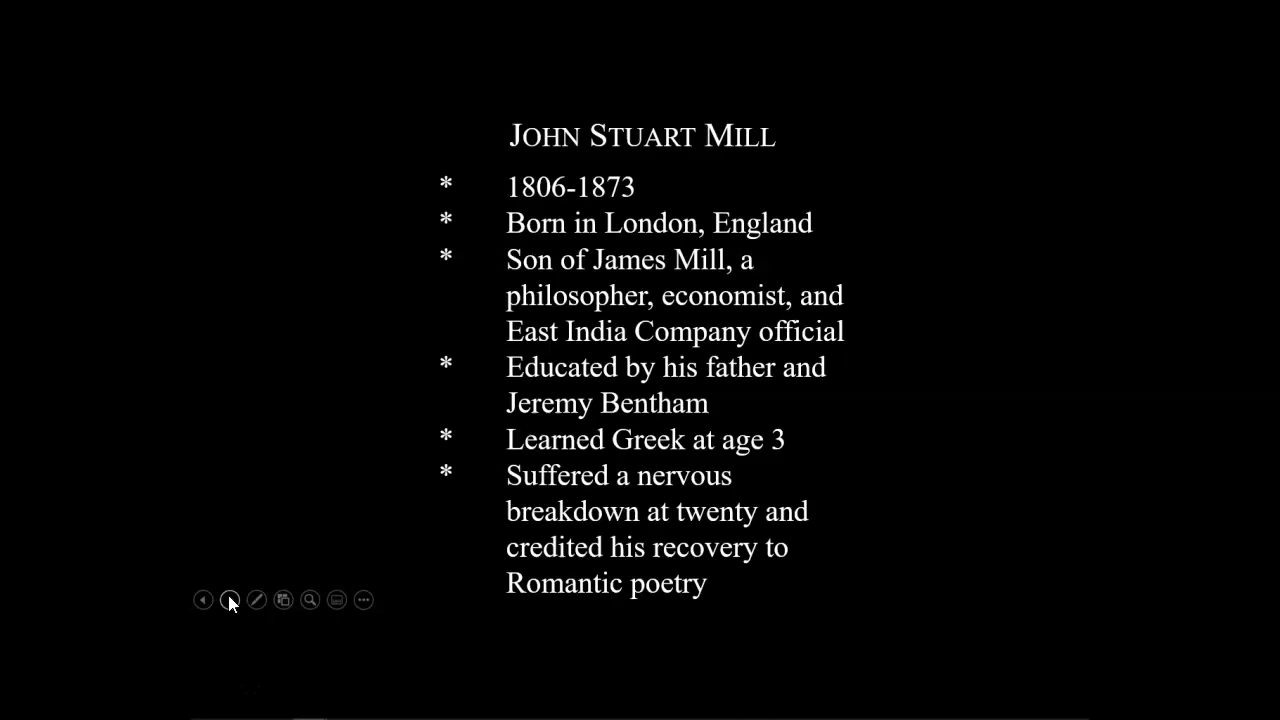 JOHN STUART MILL
* 1806-1873
* Born in London, England
* Son of James Mill, a
philosopher, economist, and
East India Company official
* Educated by his father and
Jeremy Bentham
* Learned Greek at age 3
* Suffered a nervous
breakdown at twenty and
credited his recovery to
Romantic poetry